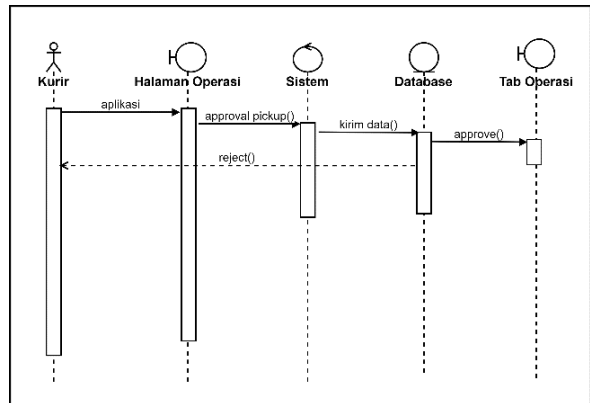 Kurir
Halaman Operasi
Sistem
Database
Tab Operasi
aplikasi
approval pickup()
kirim data()
approve()
reject()